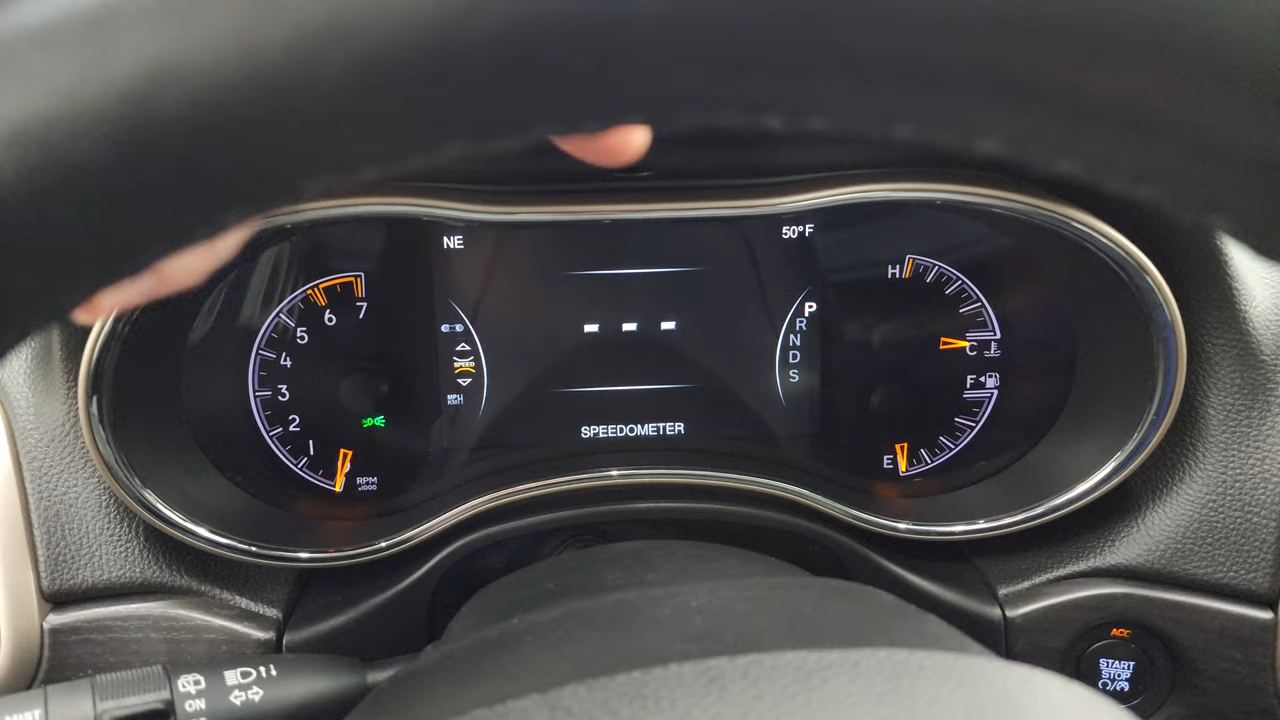 NE
50°F
7
6
5
4
3
2
1
RPM
x1000
SPEED
MPH
KM/H
SPEEDOMETER
P
R
N
D
S
H
C
F
E
ACC
START
STOP
ON
MIST